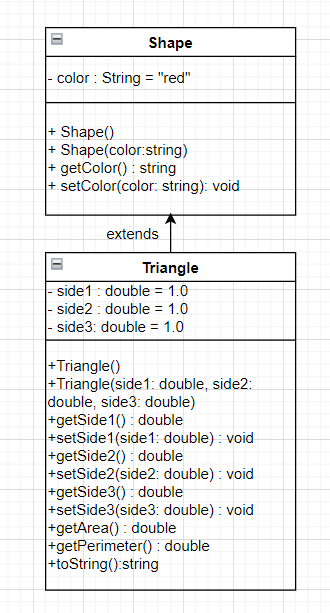 Shape
- color : String = "red"
+ Shape()
+ Shape(color:string)
+ getColor() : string
+ setColor(color: string): void
extends
Triangle
- side1 : double = 1.0
- side2 : double = 1.0
- side3: double = 1.0
+Triangle()
+Triangle(side1: double, side2:
double, side3: double)
+getSide1() : double
+setSide1(side1: double) : void
+getSide2() : double
+setSide2(side2: double) : void
+getSide3() : double
+setSide3(side3: double) : void
+getArea() : double
+getPerimeter() : double
+toString():string